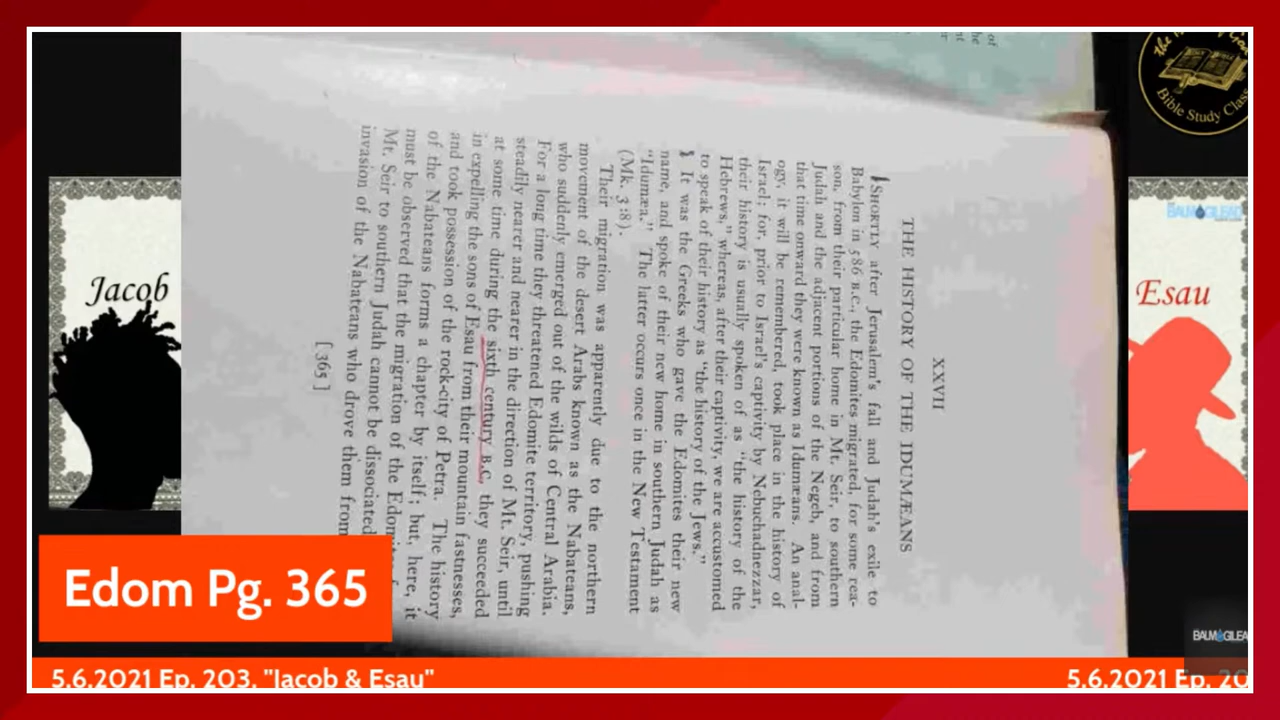 XXVII
THE HISTORY OF THE IDUMÆANS
SHORTLY after Jerusalem's fall and Judah's exile to
Babylon in 586 B.C., the Edomites migrated, for some rea-
son, from their particular home in Mt. Seir, to southern
Judah and the adjacent portions of the Negeb, and from
that time onward they were known as Idumæans. An anal-
ogy, it will be remembered, took place in the history of
Israel; for, prior to Israel's captivity by Nebuchadnezzar,
their history is usually spoken of as "the history of the
Hebrews," whereas, after their captivity, we are accustomed
to speak of their history as "the history of the Jews."
It was the Greeks who gave the Edomites their new
name, and spoke of their new home in southern Judah as
"Idumæa." The latter occurs once in the New Testament
(Mk. 3:8).
Their migration was apparently due to the northern
movement of the desert Arabs known as the Nabateans,
who suddenly emerged out of the wilds of Central Arabia.
For a long time they threatened Edomite territory, pushing
steadily nearer and nearer in the direction of Mt. Seir, until
at some time during the sixth century B.C. they succeeded
in expelling the sons of Esau from their mountain fastnesses,
and took possession of the rock-city of Petra. The history
of the Nabateans forms a chapter by itself; but, here, it
must be observed that the migration of the
Mt. Seir to southern Judah cannot be dissociated
invasion of the Nabateans who drove them from
[365]
Jacob
Esau
Bible Study Class
BALM GILEAD
Edom Pg. 365
BALM GILEA
5.6.2021 Ep. 203, "Jacob & Esau"
5.6.2021 Ep. 20